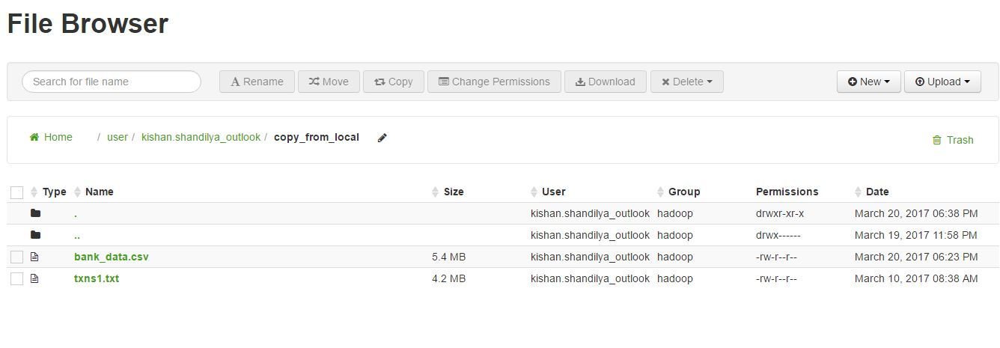 File Browser
Search for file name Rename Move Copy Change Permissions Download Delete New Upload
Home / user / kishan.shandilya_outlook / copy_from_local Trash
Type Name Size User Group Permissions Date
. kishan.shandilya_outlook hadoop drwxr-xr-x March 20, 2017 06:38 PM
.. kishan.shandilya_outlook hadoop drwx------ March 19, 2017 11:58 PM
bank_data.csv 5.4 MB kishan.shandilya_outlook hadoop -rw-r--r-- March 20, 2017 06:23 PM
txns1.txt 4.2 MB kishan.shandilya_outlook hadoop -rw-r--r-- March 10, 2017 08:38 AM